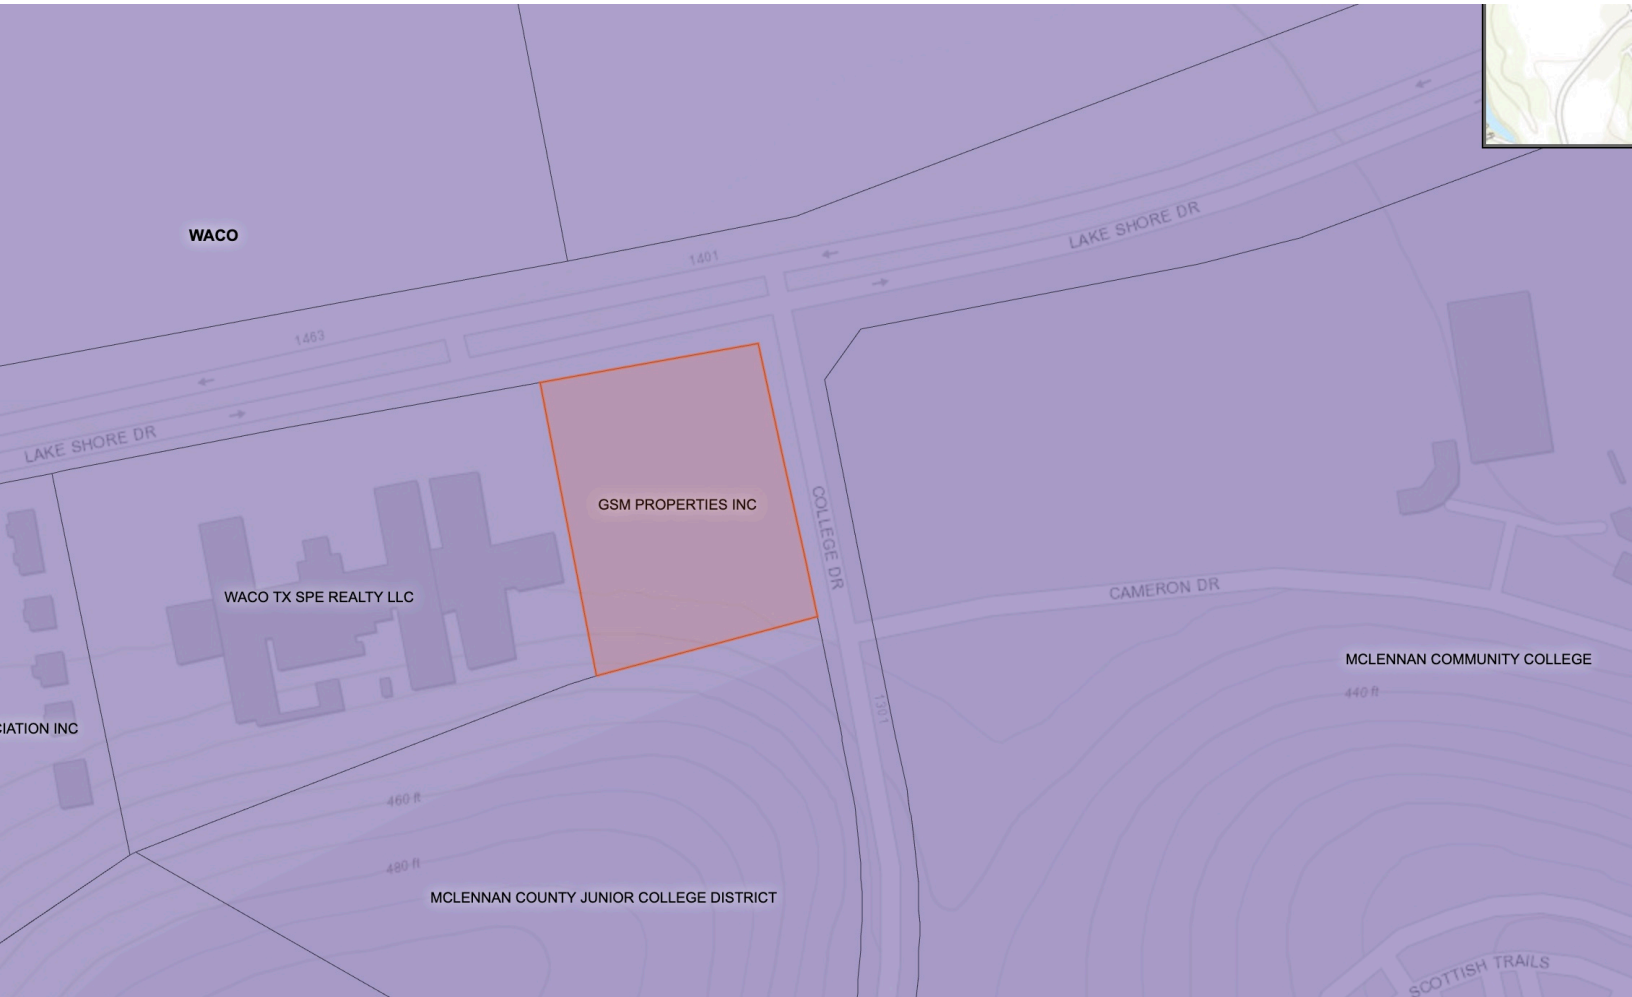 WACO
1401
LAKE SHORE DR
1463
LAKE SHORE DR
GSM PROPERTIES INC
COLLEGE DR
WACO TX SPE REALTY LLC
CAMERON DR
MCLENNAN COMMUNITY COLLEGE
440 ft
1301
CIATION INC
460 ft
480 ft
MCLENNAN COUNTY JUNIOR COLLEGE DISTRICT
SCOTTISH TRAILS